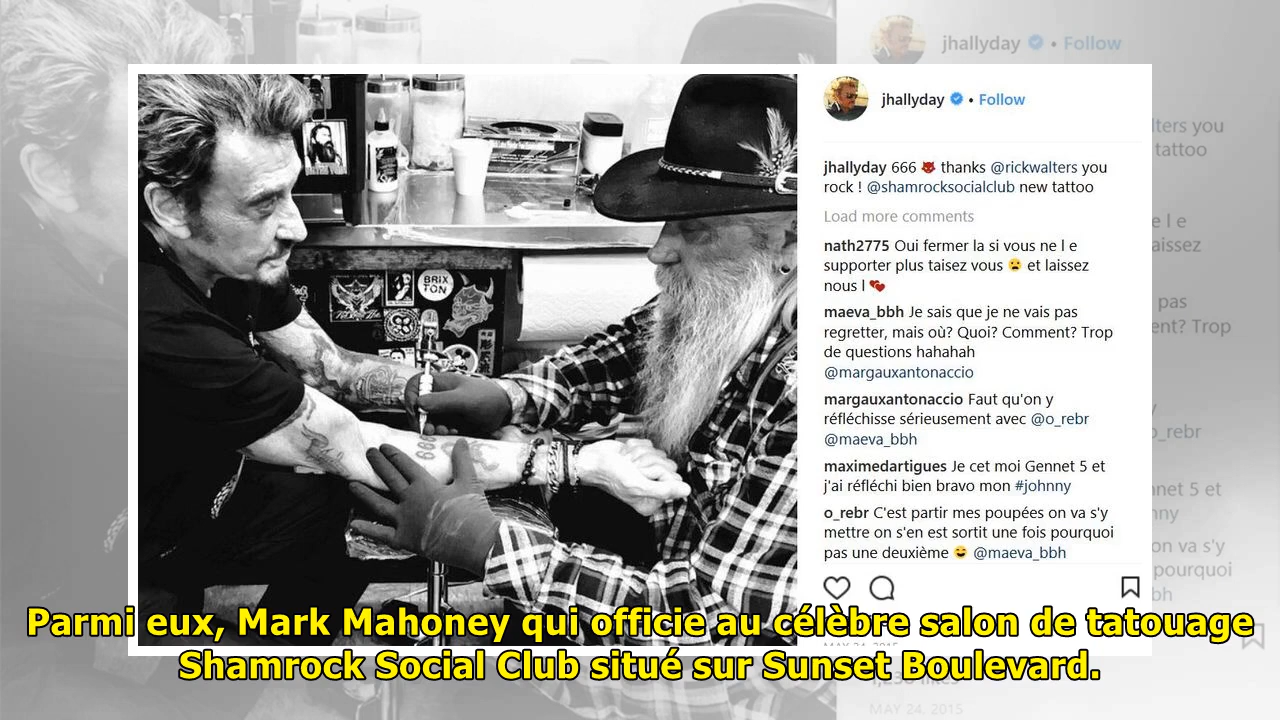 jhallyday • Follow
jhallyday • Follow
jhallyday 666 👿 thanks @rickwalters you
rock ! @shamrocksocialclub new tattoo
Load more comments
nath2775 Oui fermer la si vous ne l e
supporter plus taisez vous 😫 et laissez
nous l 💕
maeva_bbh Je sais que je ne vais pas
regretter, mais où? Quoi? Comment? Trop
de questions hahahah
@margauxantonaccio
margauxantonaccio Faut qu'on y
réfléchisse sérieusement avec @o_rebr
@maeva_bbh
maximedartigues Je cet moi Gennet 5 et
j'ai réfléchi bien bravo mon #johnny
o_rebr C'est partir mes poupées on va s'y
mettre on s'en est sortit une fois pourquoi
pas une deuxième 😄 @maeva_bbh
BRIX
TON
666
Parmi eux, Mark Mahoney qui officie au célèbre salon de tatouage
Shamrock Social Club situé sur Sunset Boulevard.
MAY 24, 2015